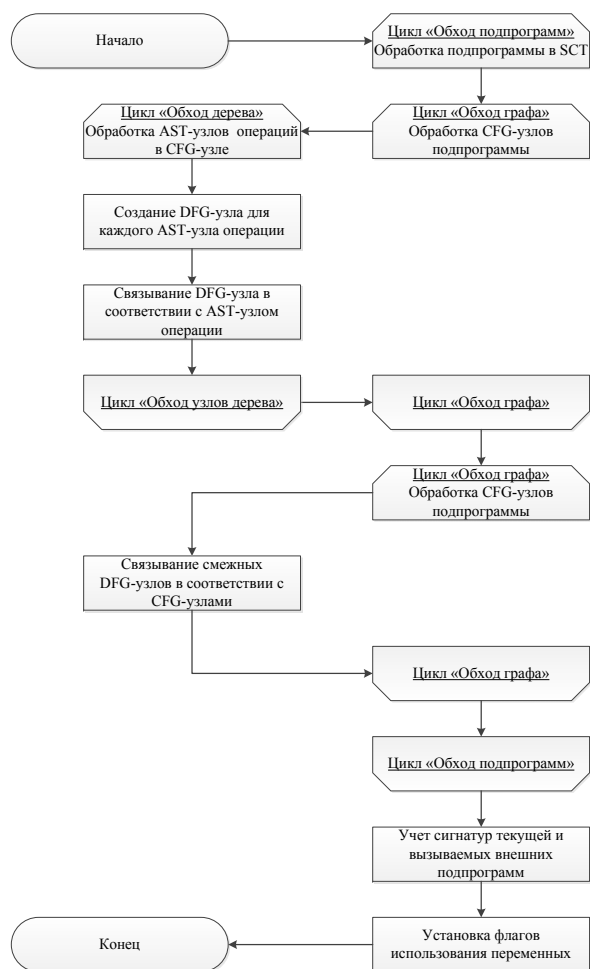 Начало
Цикл «Обход подпрограмм»
Обработка подпрограммы в SCT
Цикл «Обход дерева»
Обработка AST-узлов операций
в CFG-узле
Цикл «Обход графа»
Обработка CFG-узлов
подпрограммы
Создание DFG-узла для
каждого AST-узла операции
Связывание DFG-узла в
соответствии с AST-узлом
операции
Цикл «Обход узлов дерева»
Цикл «Обход графа»
Цикл «Обход графа»
Обработка CFG-узлов
подпрограммы
Связывание смежных
DFG-узлов в соответствии с
CFG-узлами
Цикл «Обход графа»
Цикл «Обход подпрограмм»
Учет сигнатур текущей и
вызываемых внешних
подпрограмм
Конец
Установка флагов
использования переменных